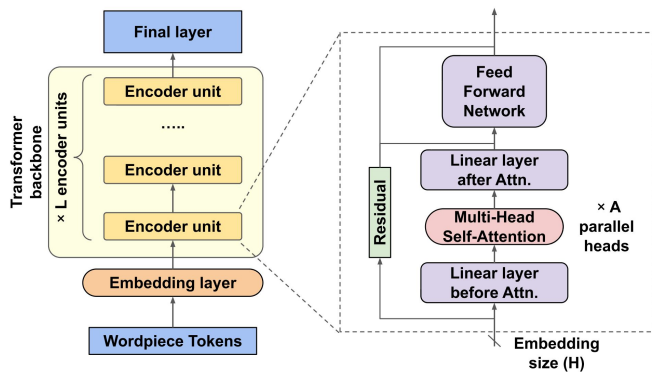 Final layer
Encoder unit
.....
Encoder unit
Encoder unit
Embedding layer
Wordpiece Tokens
Transformer
backbone
× L encoder units
Feed
Forward
Network
Linear layer
after Attn.
Multi-Head
Self-Attention
Linear layer
before Attn.
Residual
× A
parallel
heads
Embedding
size (H)